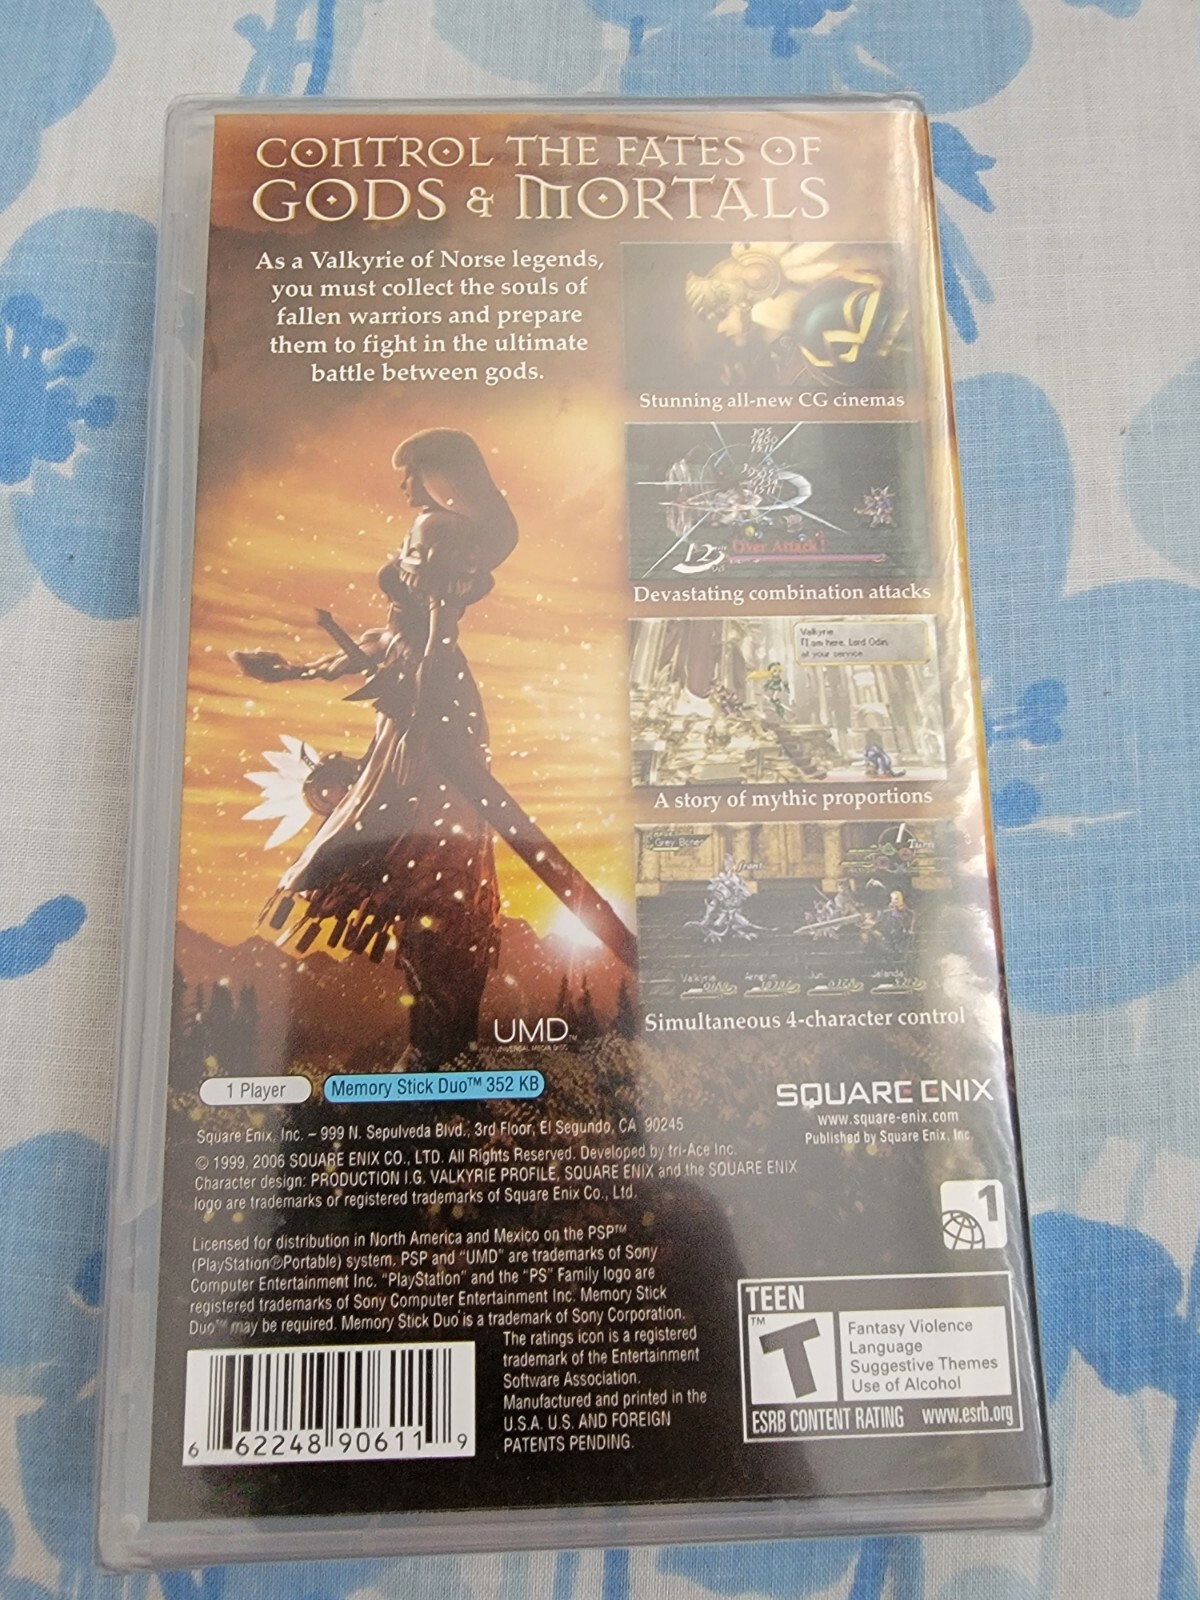 CONTROL THE FATES OF
GODS & MORTALS
As a Valkyrie of Norse legends,
you must collect the souls of
fallen warriors and prepare
them to fight in the ultimate
battle between gods.
Stunning all-new CG cinemas
12
Over Attack!
Devastating combination attacks
Valkyrie
I am here, Lord Odin,
at your service.
A story of mythic proportions
Grey Bones
Turn
front
Valkyrie Arngrim Jun Jelanda
Simultaneous 4-character control
UMD™
UNIVERSAL MEDIA DISC
1 Player
Memory Stick Duo™ 352 KB
SQUARE ENIX
www.square-enix.com
Published by Square Enix, Inc.
Square Enix, Inc. – 999 N. Sepulveda Blvd., 3rd Floor, El Segundo, CA 90245
© 1999, 2006 SQUARE ENIX CO., LTD. All Rights Reserved. Developed by tri-Ace Inc.
Character design: PRODUCTION I.G. VALKYRIE PROFILE, SQUARE ENIX and the SQUARE ENIX
logo are trademarks or registered trademarks of Square Enix Co., Ltd.
1
Licensed for distribution in North America and Mexico on the PSP™
(PlayStation®Portable) system. PSP and "UMD" are trademarks of Sony
Computer Entertainment Inc. "PlayStation" and the "PS" Family logo are
registered trademarks of Sony Computer Entertainment Inc. Memory Stick
Duo™ may be required. Memory Stick Duo is a trademark of Sony Corporation.
The ratings icon is a registered
trademark of the Entertainment
Software Association.
Manufactured and printed in the
U.S.A. U.S. AND FOREIGN
PATENTS PENDING.
6 62248 90611 9
TEEN
T™
Fantasy Violence
Language
Suggestive Themes
Use of Alcohol
ESRB CONTENT RATING www.esrb.org